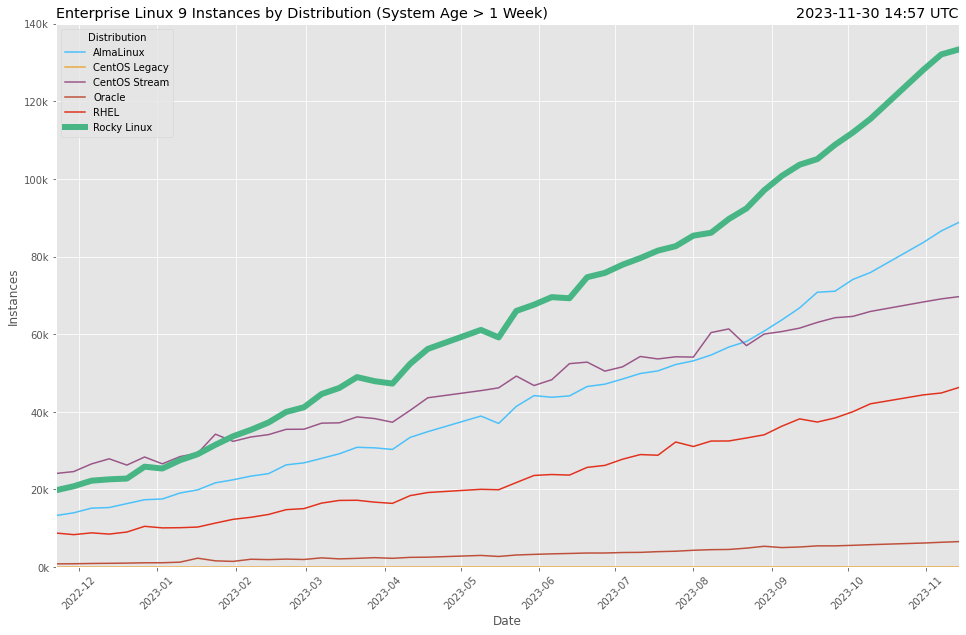 Enterprise Linux 9 Instances by Distribution (System Age > 1 Week)
2023-11-30 14:57 UTC
Distribution
AlmaLinux
CentOS Legacy
CentOS Stream
Oracle
RHEL
Rocky Linux
Instances
140k
120k
100k
80k
60k
40k
20k
0k
2022-12
2023-01
2023-02
2023-03
2023-04
2023-05
2023-06
2023-07
2023-08
2023-09
2023-10
2023-11
Date